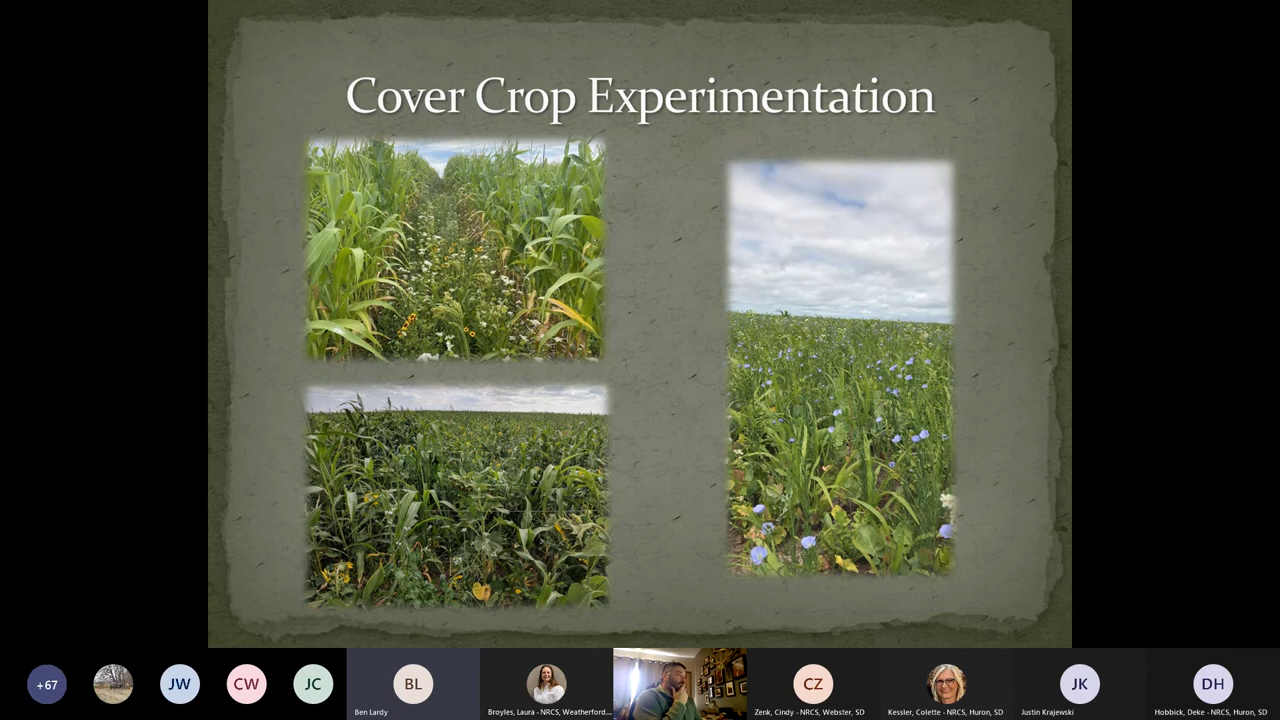 Cover Crop Experimentation
+67
JW
CW
JC
BL
CZ
JK
DH
Ben Lardy
Broyles, Laura - NRCS, Weatherford...
Zenk, Cindy - NRCS, Webster, SD
Kessler, Colette - NRCS, Huron, SD
Justin Krajewski
Hobbick, Deke - NRCS, Huron, SD